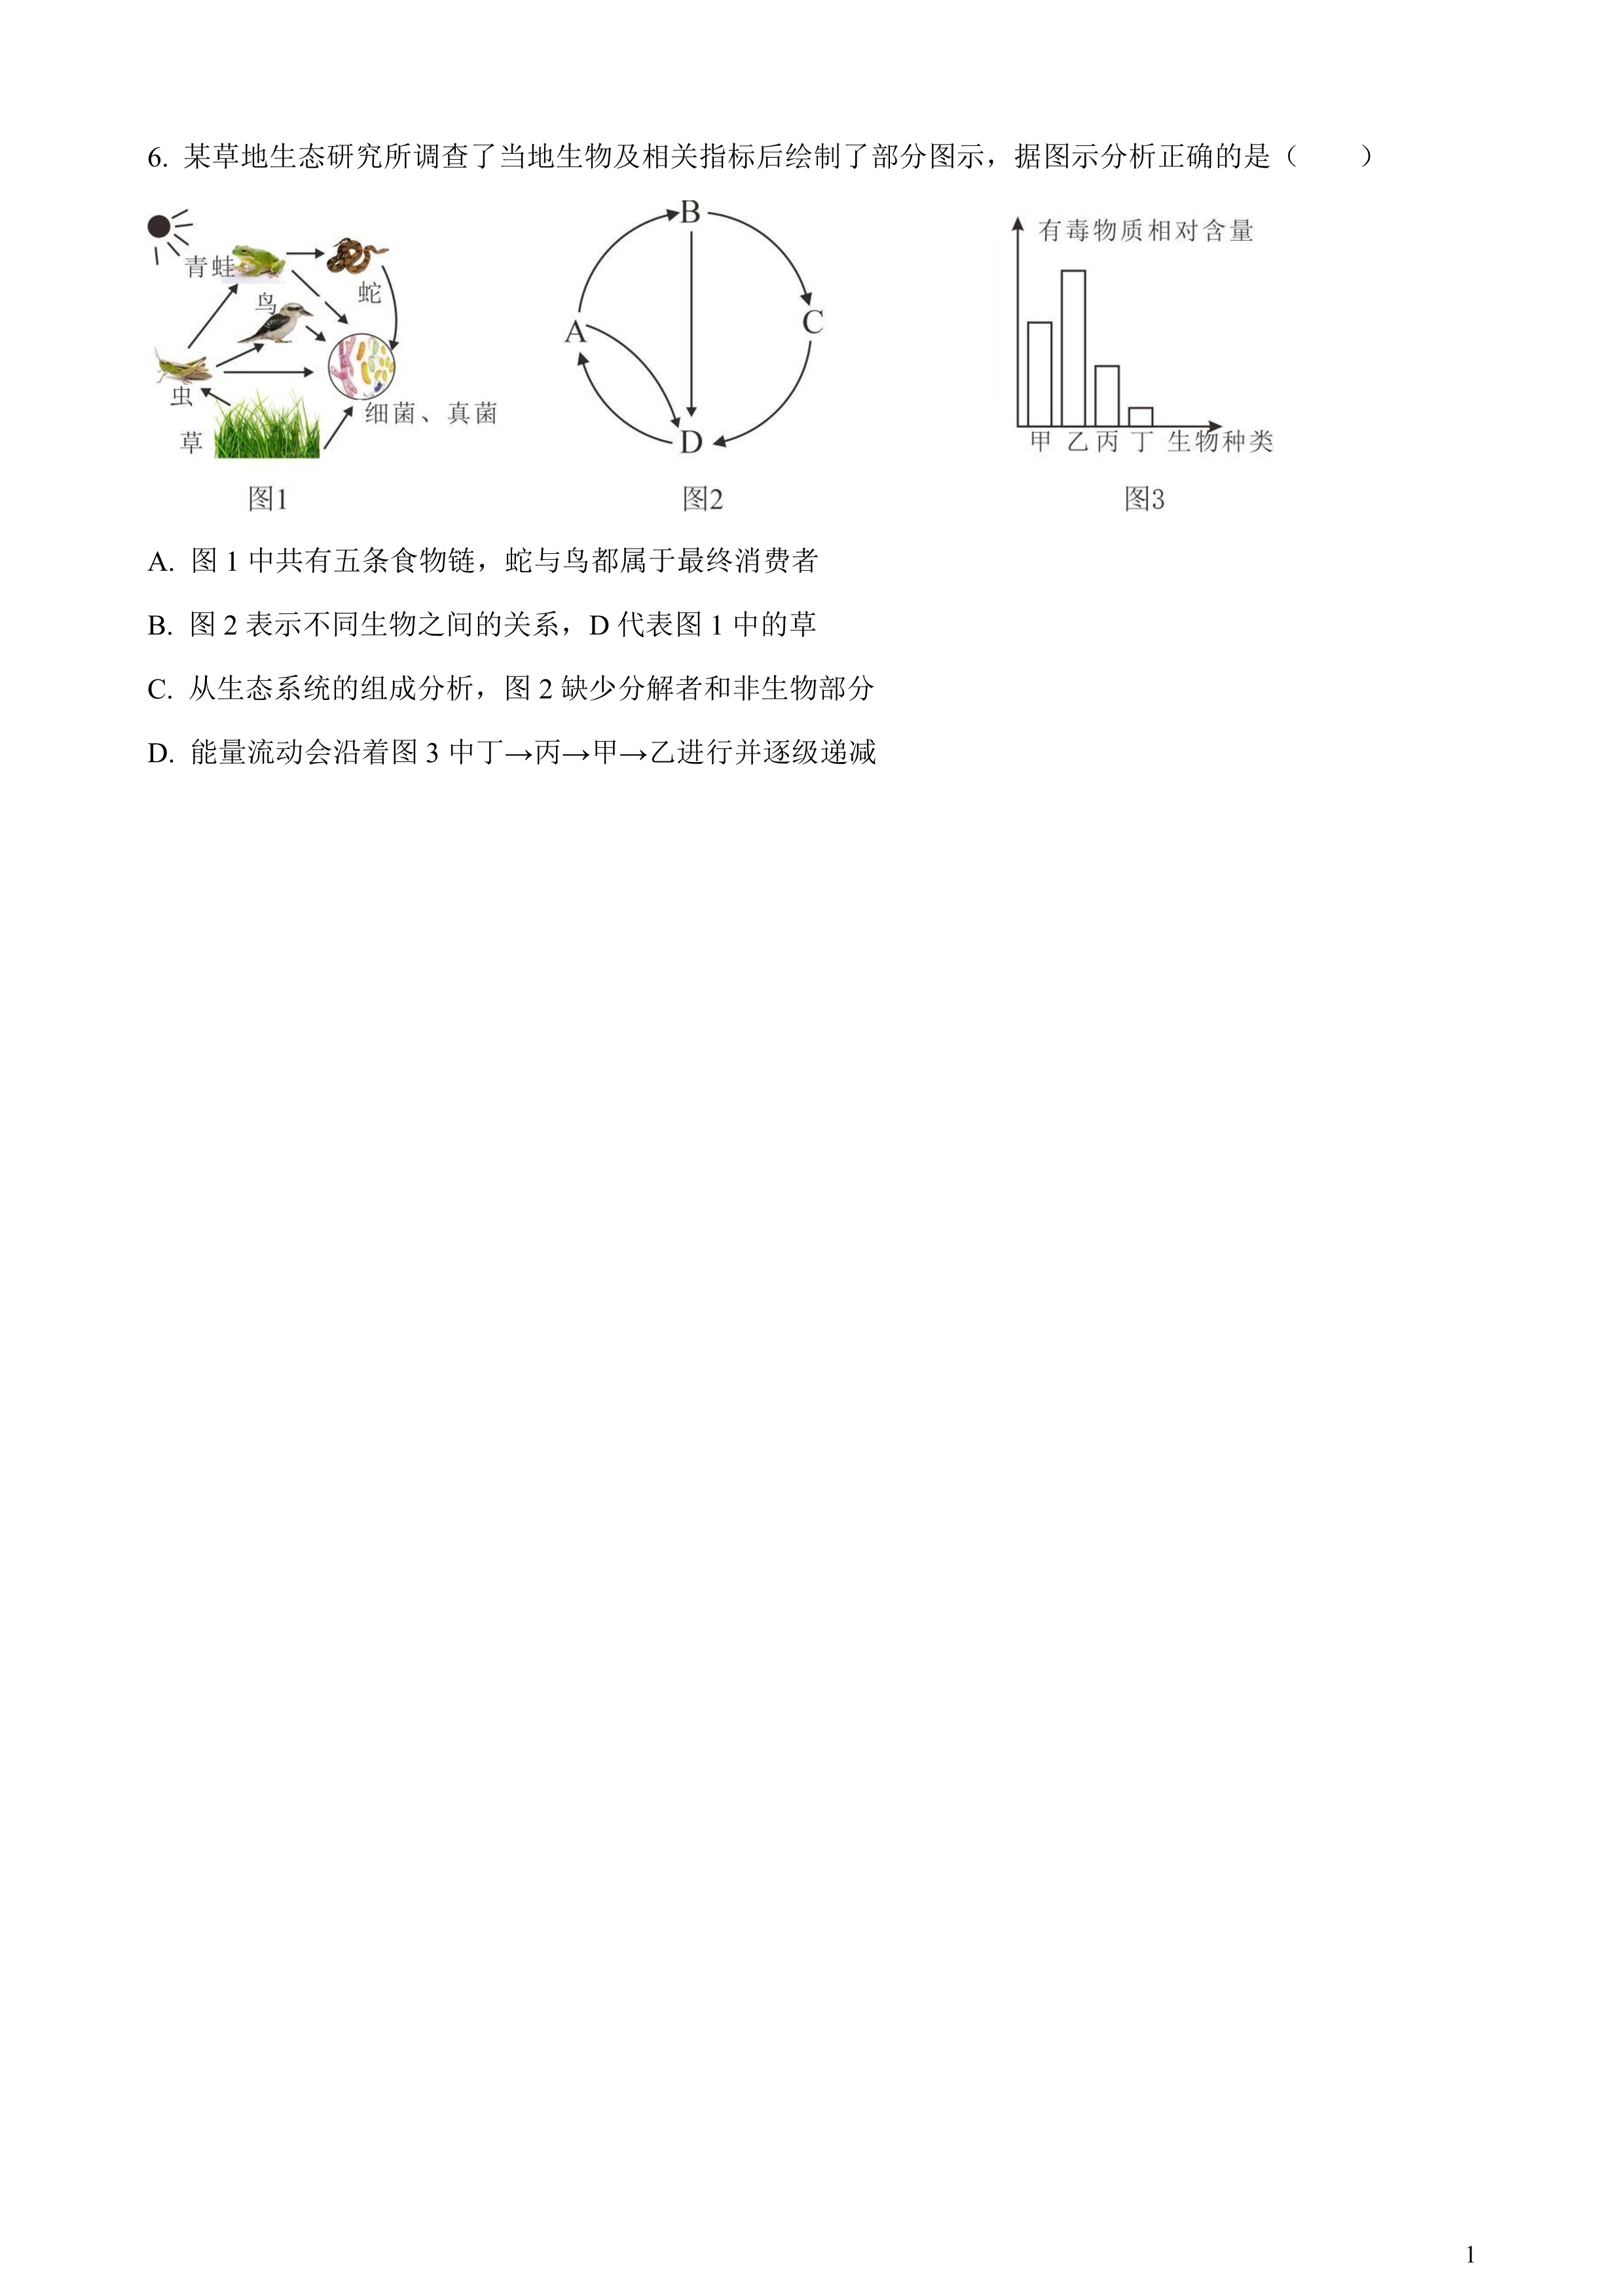 6. 某草地生态研究所调查了当地生物及相关指标后绘制了部分图示，据图示分析正确的是（　　）
青蛙
蛇
鸟
虫
草
细菌、真菌
图1
B
A
C
D
图2
有毒物质相对含量
甲 乙 丙 丁 生物种类
图3
A. 图 1 中共有五条食物链，蛇与鸟都属于最终消费者
B. 图 2 表示不同生物之间的关系，D 代表图 1 中的草
C. 从生态系统的组成分析，图 2 缺少分解者和非生物部分
D. 能量流动会沿着图 3 中丁→丙→甲→乙进行并逐级递减
1